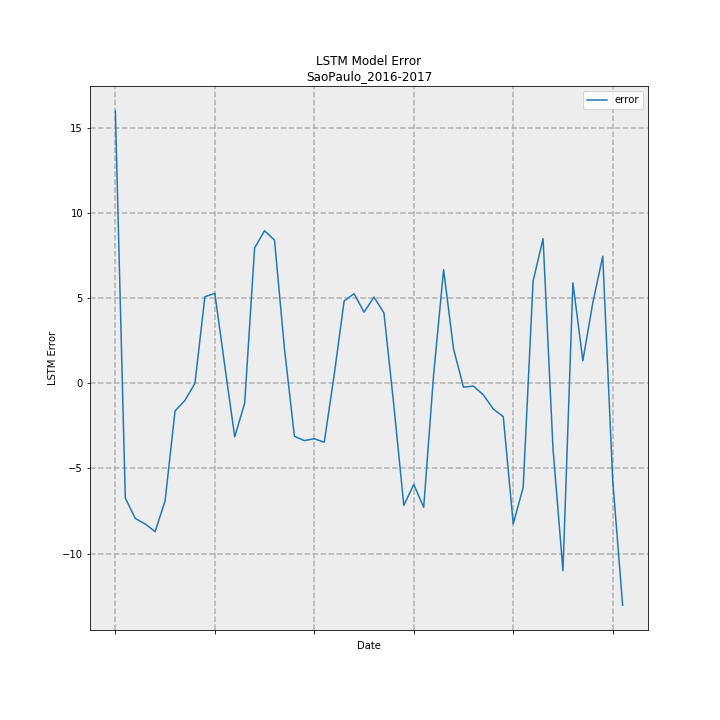 LSTM Model Error
SaoPaulo_2016-2017
error
15
10
5
0
−5
−10
LSTM Error
Date